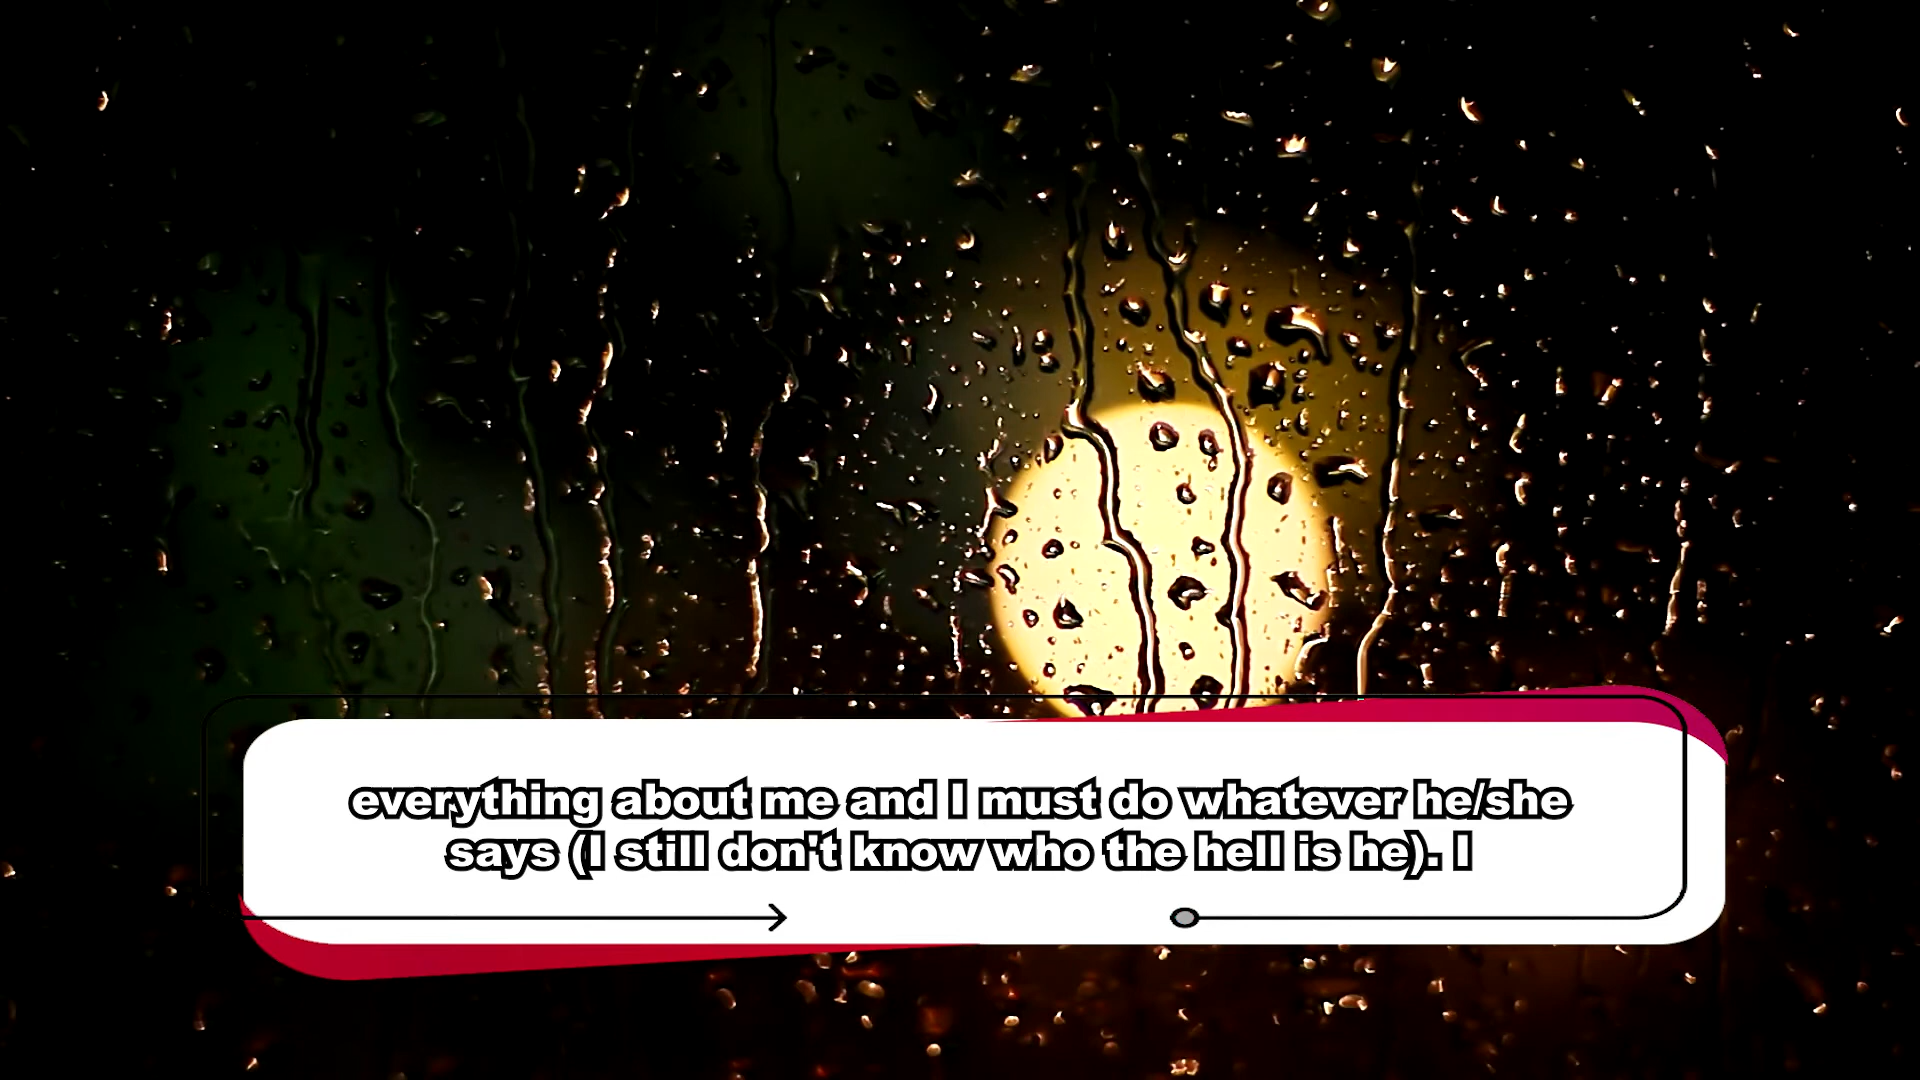 everything about me and I must do whatever he/she
says (I still don't know who the hell is he). I